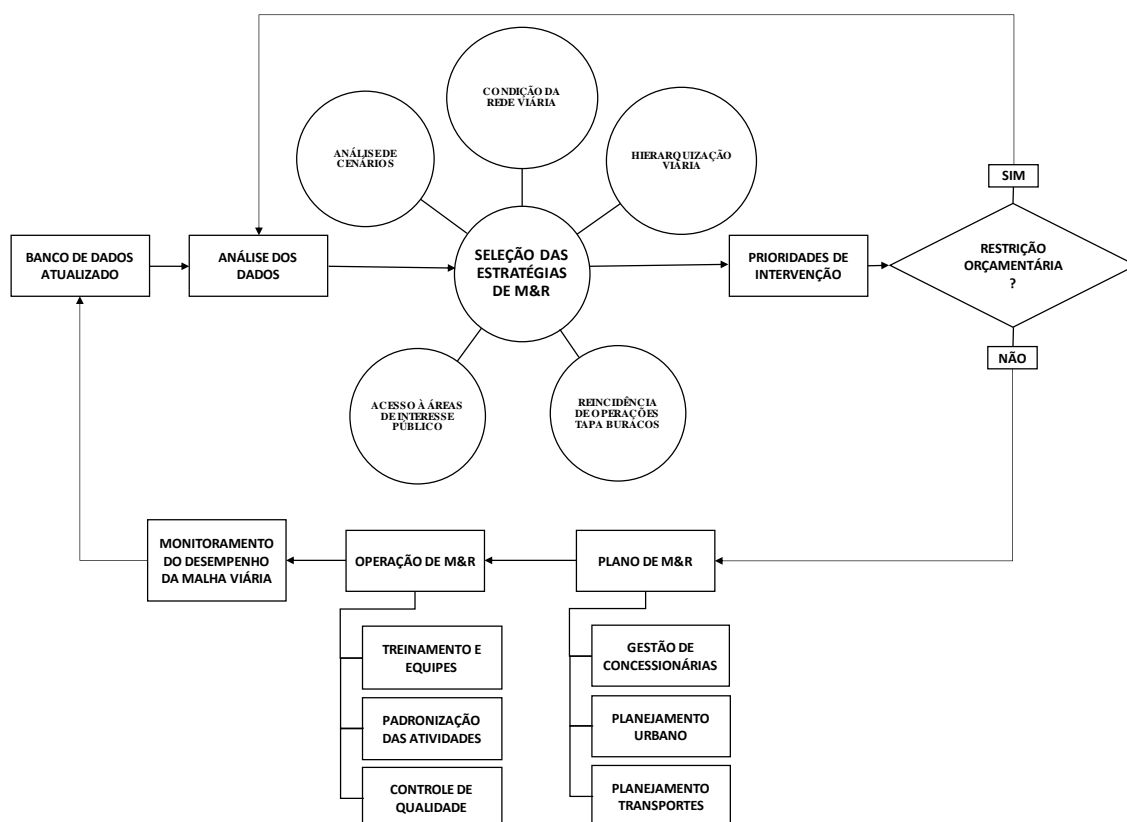 CONDIÇÃO DA
REDE VIÁRIA
ANÁLISE DE
CENÁRIOS
HIERARQUIZAÇÃO
VIÁRIA
SIM
BANCO DE DADOS
ATUALIZADO
ANÁLISE DOS
DADOS
SELEÇÃO DAS
ESTRATÉGIAS
DE M&R
PRIORIDADES DE
INTERVENÇÃO
RESTRIÇÃO
ORÇAMENTÁRIA
?
NÃO
ACESSO À ÁREAS
DE INTERESSE
PÚBLICO
REINCIDÊNCIA
DE OPERAÇÕES
TAPA BURACOS
MONITORAMENTO
DO DESEMPENHO
DA MALHA VIÁRIA
OPERAÇÃO DE M&R
PLANO DE M&R
TREINAMENTO E
EQUIPES
PADRONIZAÇÃO
DAS ATIVIDADES
CONTROLE DE
QUALIDADE
GESTÃO DE
CONCESSIONÁRIAS
PLANEJAMENTO
URBANO
PLANEJAMENTO
TRANSPORTES